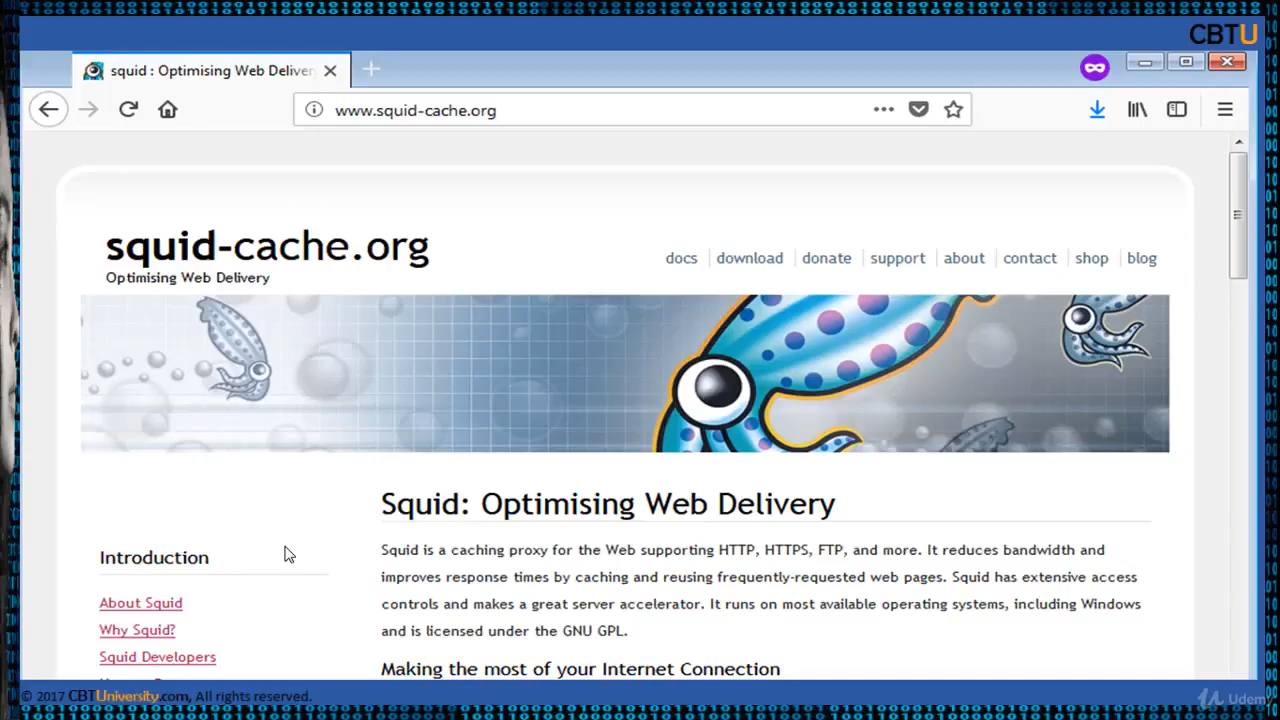 CBTU
squid : Optimising Web Deliver
www.squid-cache.org
squid-cache.org
Optimising Web Delivery
docs download donate support about contact shop blog
Squid: Optimising Web Delivery
Squid is a caching proxy for the Web supporting HTTP, HTTPS, FTP, and more. It reduces bandwidth and
improves response times by caching and reusing frequently-requested web pages. Squid has extensive access
controls and makes a great server accelerator. It runs on most available operating systems, including Windows
and is licensed under the GNU GPL.
Making the most of your Internet Connection
Introduction
About Squid
Why Squid?
Squid Developers
© 2017 CBTUniversity.com, All rights reserved.
Udemy